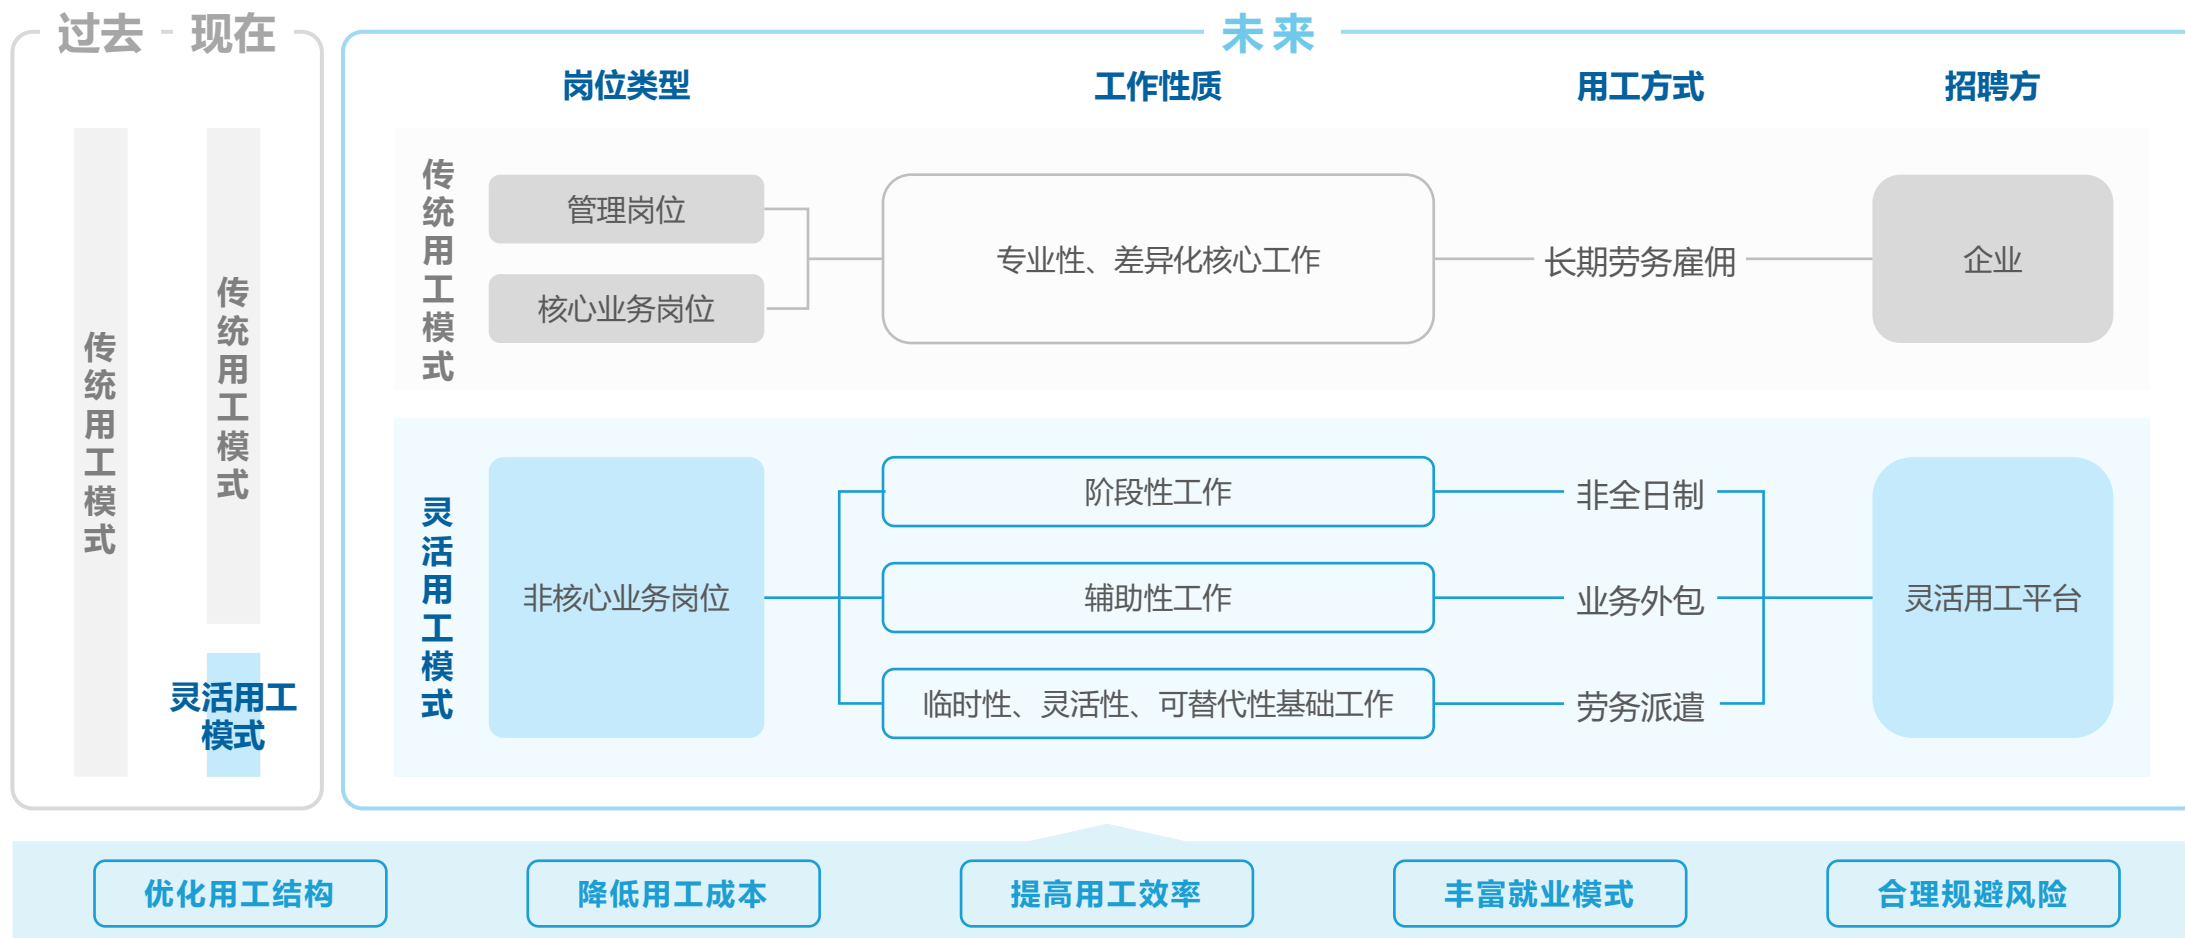 过去 - 现在
未来
传统用工模式
传统用工模式
灵活用工
模式
岗位类型
工作性质
用工方式
招聘方
传统用工模式
管理岗位
核心业务岗位
专业性、差异化核心工作
长期劳务雇佣
企业
灵活用工模式
非核心业务岗位
阶段性工作
非全日制
辅助性工作
业务外包
临时性、灵活性、可替代性基础工作
劳务派遣
灵活用工平台
优化用工结构
降低用工成本
提高用工效率
丰富就业模式
合理规避风险